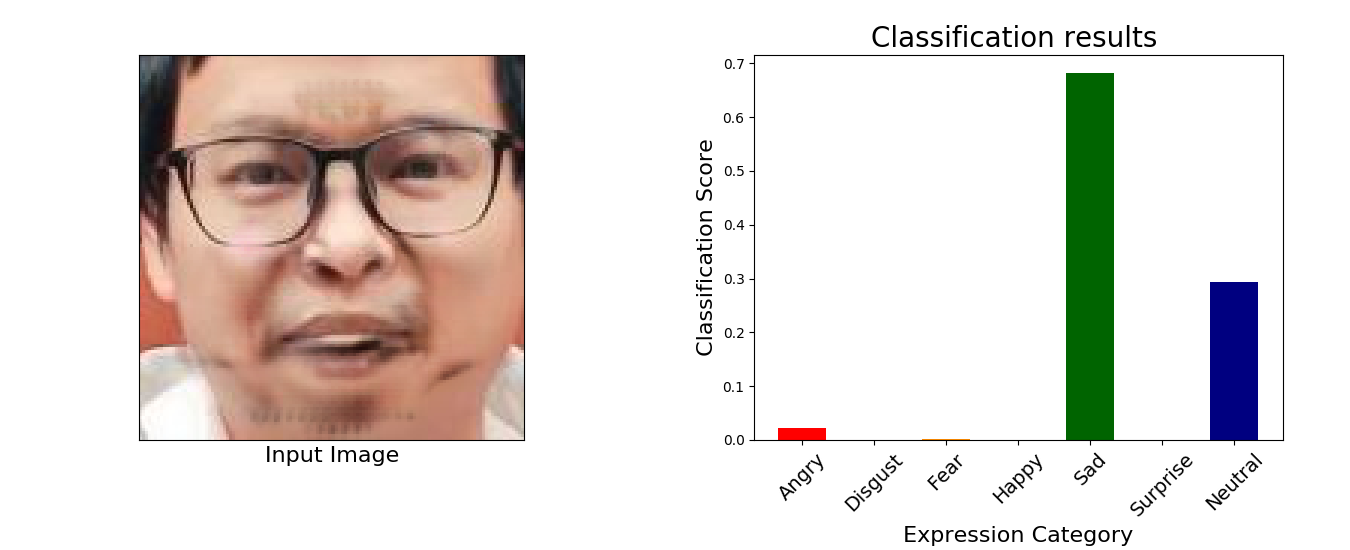 Input Image
Classification results
Classification Score
0.7
0.6
0.5
0.4
0.3
0.2
0.1
0.0
Angry
Disgust
Fear
Happy
Sad
Surprise
Neutral
Expression Category